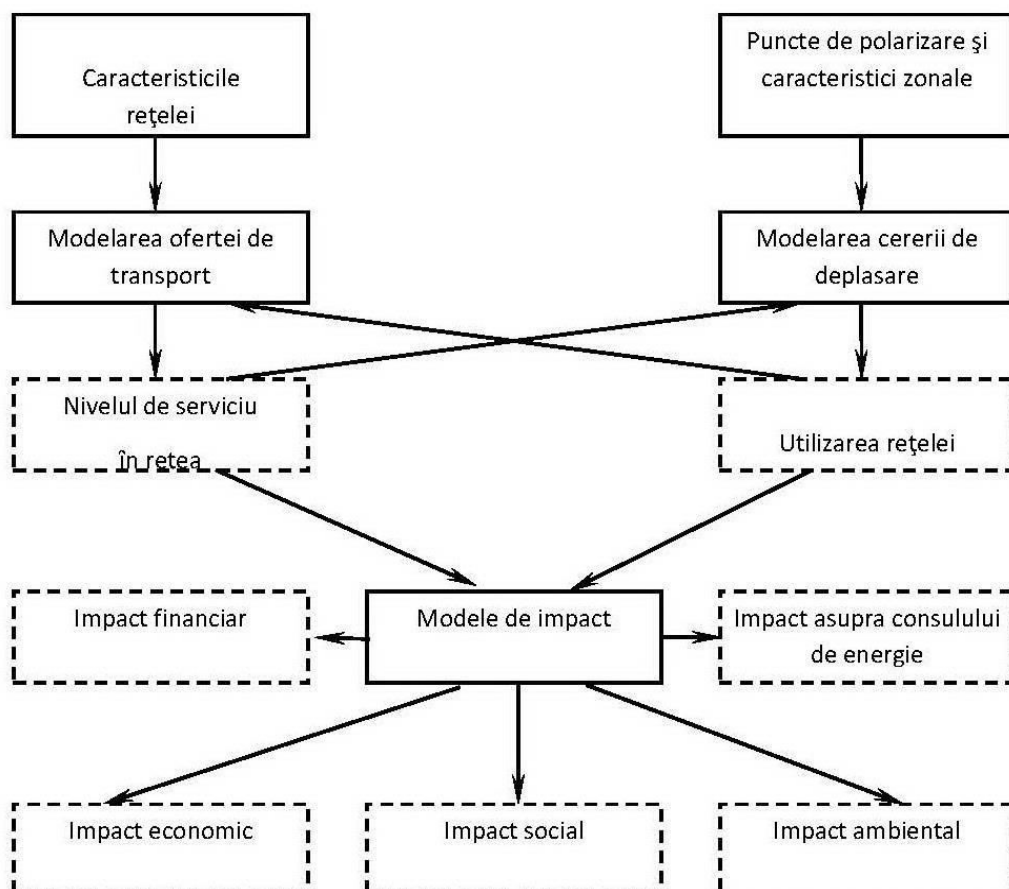 Caracteristicile
reţelei
Puncte de polarizare şi
caracteristici zonale
Modelarea ofertei de
transport
Modelarea cererii de
deplasare
Nivelul de serviciu
în retea
Utilizarea reţelei
Impact financiar
Modele de impact
Impact asupra consulului
de energie
Impact economic
Impact social
Impact ambiental